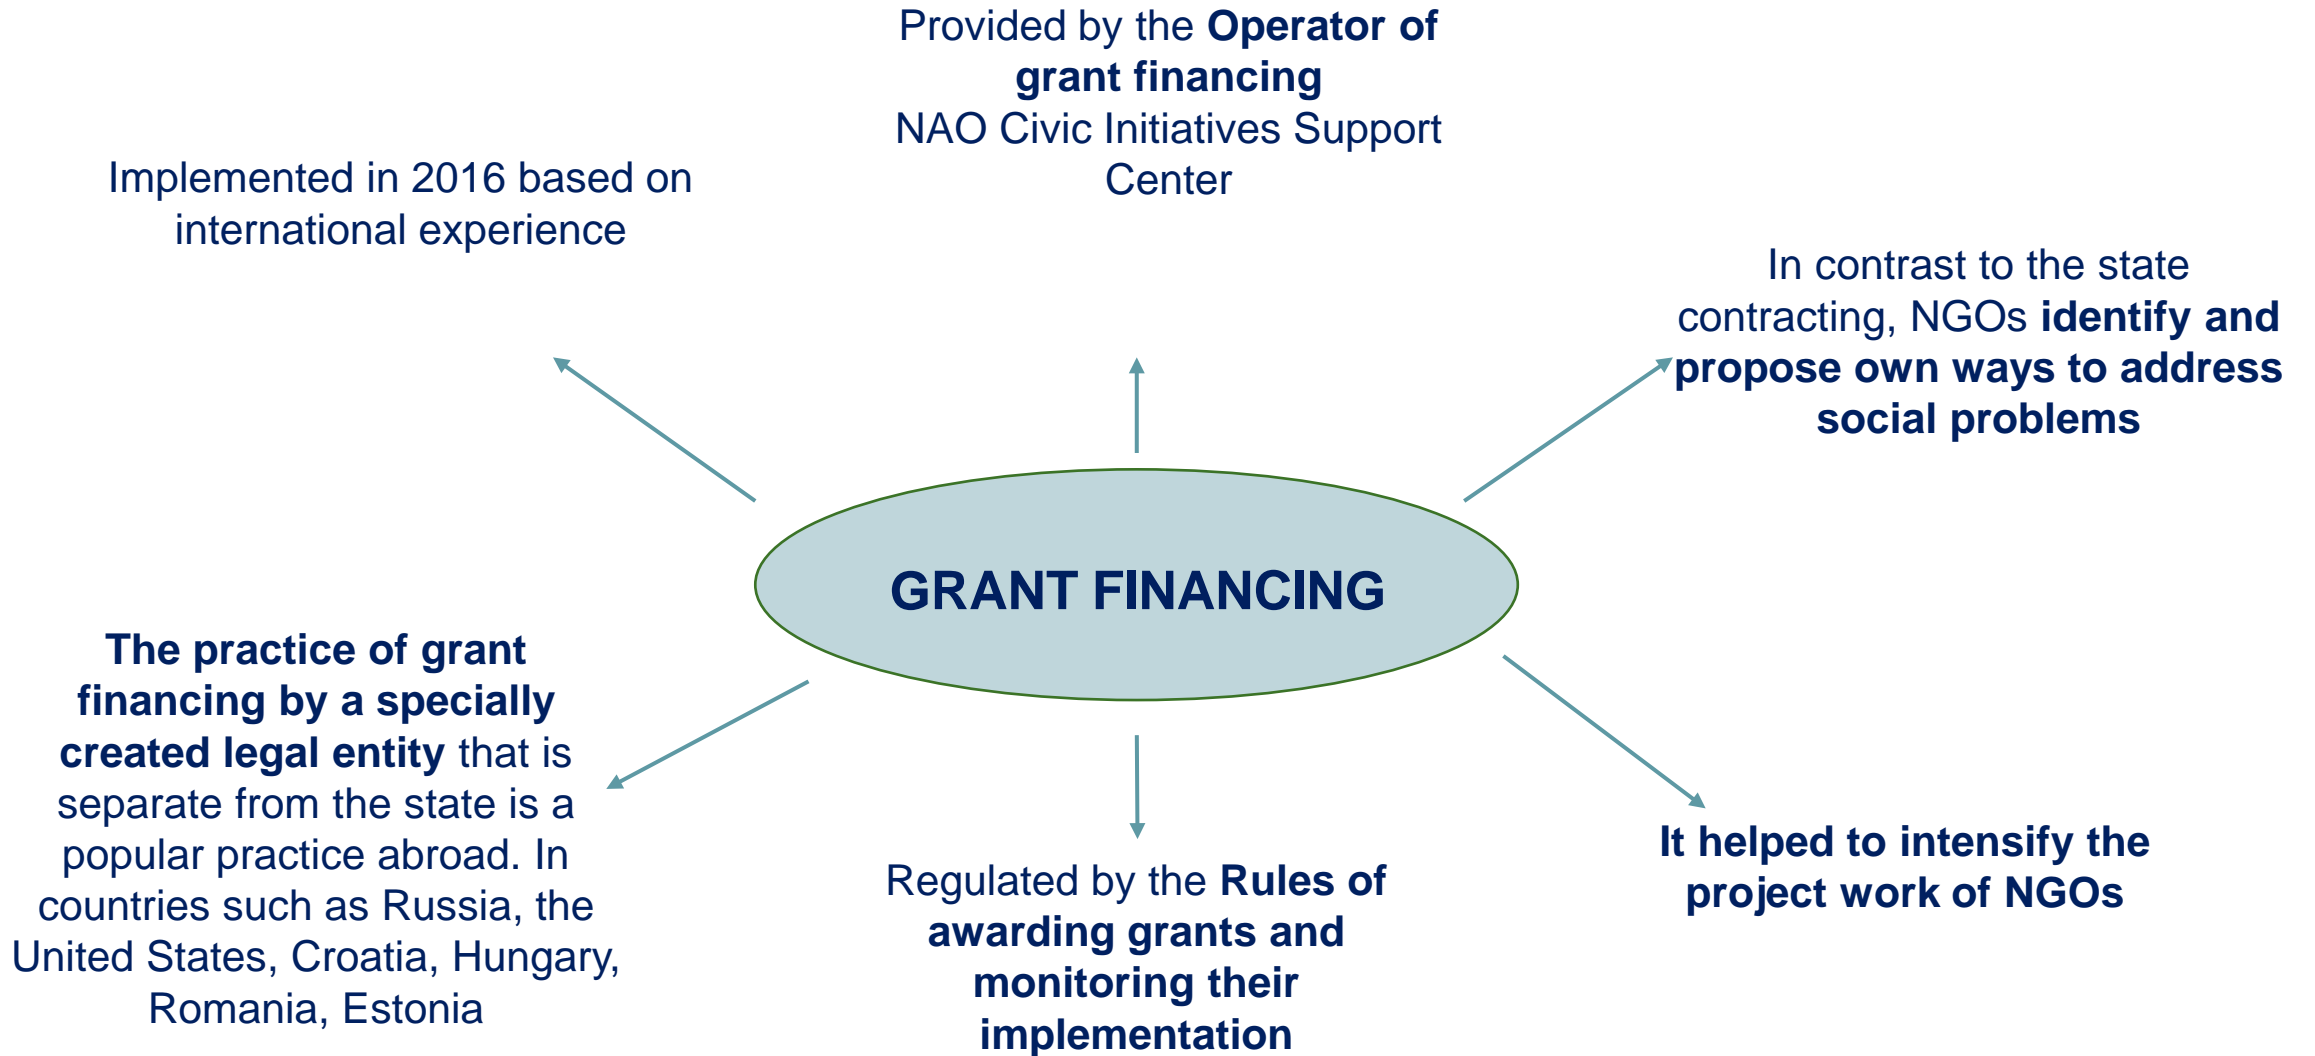 Provided by the Operator of
grant financing
NAO Civic Initiatives Support
Center
Implemented in 2016 based on
international experience
In contrast to the state
contracting, NGOs identify and
propose own ways to address
social problems
GRANT FINANCING
The practice of grant
financing by a specially
created legal entity that is
separate from the state is a
popular practice abroad. In
countries such as Russia, the
United States, Croatia, Hungary,
Romania, Estonia
Regulated by the Rules of
awarding grants and
monitoring their
implementation
It helped to intensify the
project work of NGOs